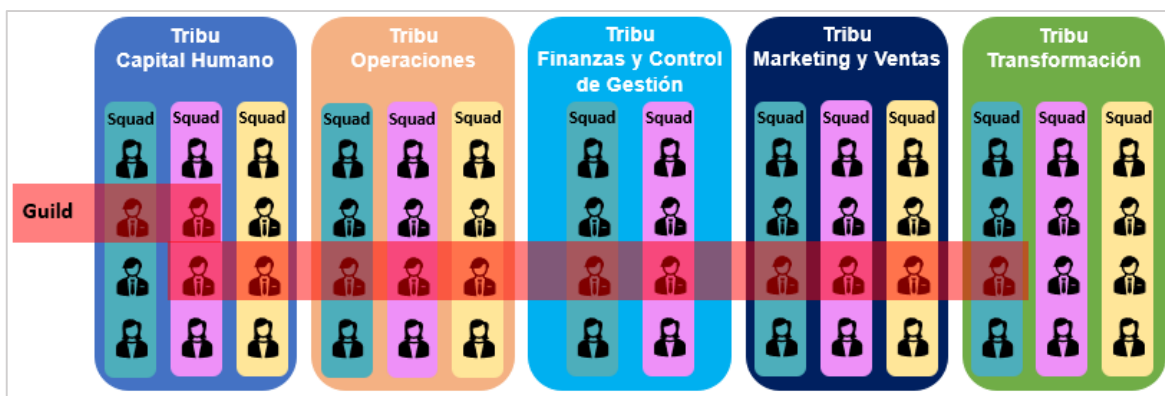 Tribu
Capital Humano
Squad Squad Squad
Tribu
Operaciones
Squad Squad Squad
Tribu
Finanzas y Control
de Gestión
Squad Squad
Tribu
Marketing y Ventas
Squad Squad Squad
Tribu
Transformación
Squad Squad Squad
Guild